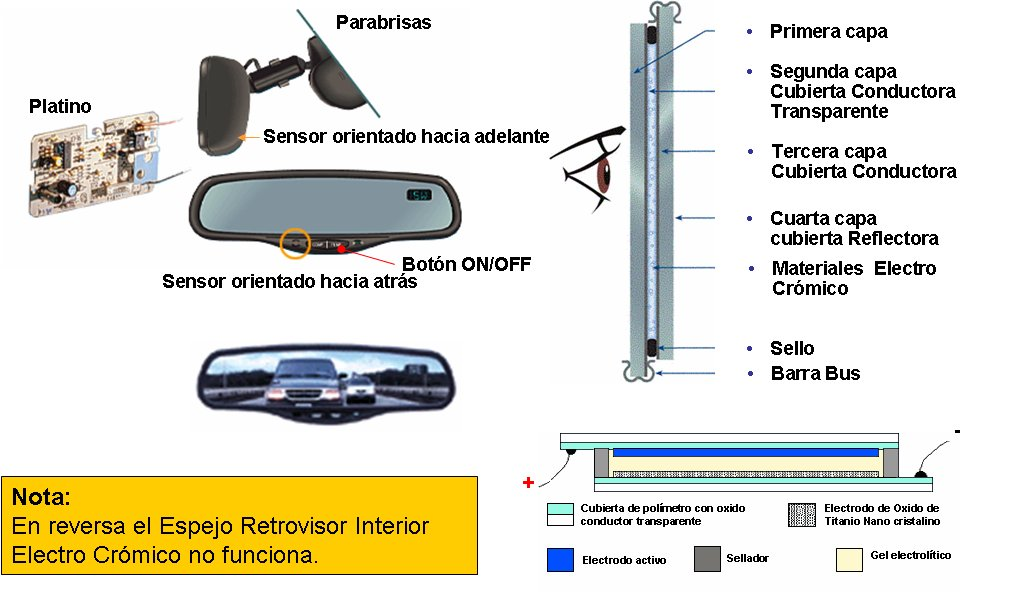 Parabrisas
Platino
Sensor orientado hacia adelante
Botón ON/OFF
Sensor orientado hacia atrás
• Primera capa
• Segunda capa
Cubierta Conductora
Transparente
• Tercera capa
Cubierta Conductora
• Cuarta capa
cubierta Reflectora
• Materiales Electro
Crómico
• Sello
• Barra Bus
Nota:
En reversa el Espejo Retrovisor Interior
Electro Crómico no funciona.
-
+
Cubierta de polímetro con oxido
conductor transparente
Electrodo de Oxido de
Titanio Nano cristalino
Electrodo activo
Sellador
Gel electrolítico